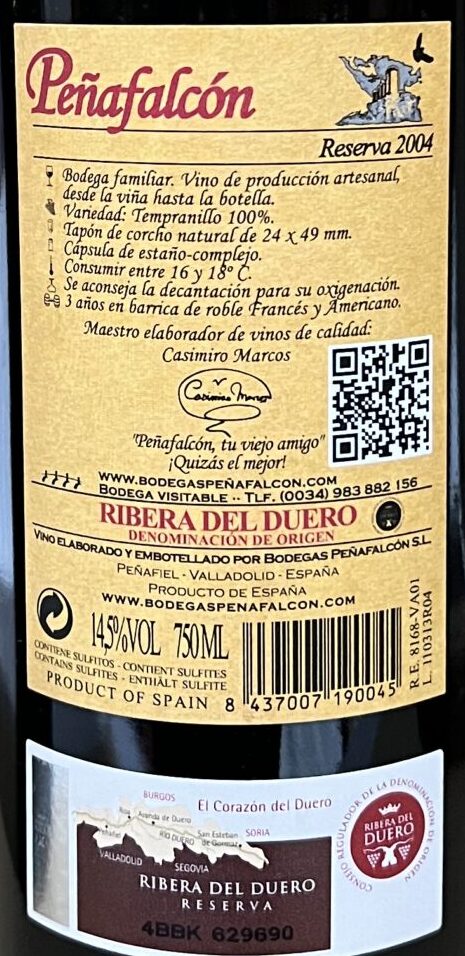 Peñafalcón
Reserva 2004
Bodega familiar. Vino de producción artesanal,
desde la viña hasta la botella.
Variedad: Tempranillo 100%.
Tapón de corcho natural de 24 x 49 mm.
Cápsula de estaño-complejo.
Consumir entre 16 y 18º C.
Se aconseja la decantación para su oxigenación.
3 años en barrica de roble Francés y Americano.
Maestro elaborador de vinos de calidad:
Casimiro Marcos
Casimiro Marcos
"Peñafalcón, tu viejo amigo"
¡Quizás el mejor!
www.bodegaspeñafalcon.com
Bodega visitable ·· Tlf. (0034) 983 882 156
RIBERA DEL DUERO
DENOMINACIÓN DE ORIGEN
Vino elaborado y embotellado por Bodegas Peñafalcón S.L.
Peñafiel - Valladolid - España
Producto de España
www.bodegaspenafalcon.com
14,5%VOL 750ML
CONTIENE SULFITOS - CONTIENT SULFITES
CONTAINS SULFITES - ENTHÄLT SULFITE
PRODUCT OF SPAIN
8 437007 190045
R.E. 8168-VA01
L. 110313R04
BURGOS
El Corazón del Duero
Aranda de Duero
Peñafiel
RÍO DUERO
San Esteban
de Gormaz
SORIA
VALLADOLID
SEGOVIA
RIBERA DEL DUERO
RESERVA
4BBK 629690
CONSEJO REGULADOR DE LA DENOMINACIÓN DE ORIGEN
RIBERA DEL
DUERO